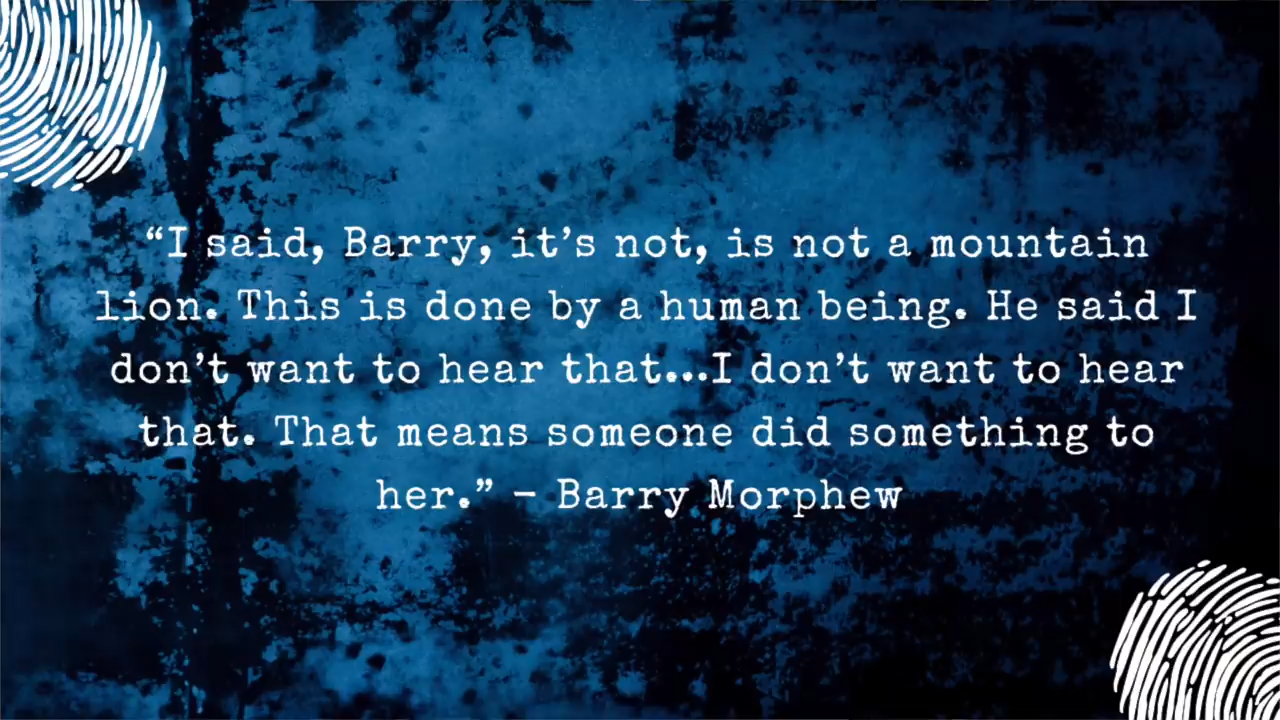 “I said, Barry, it’s not, is not a mountain
lion. This is done by a human being. He said I
don’t want to hear that...I don’t want to hear
that. That means someone did something to
her.” – Barry Morphew